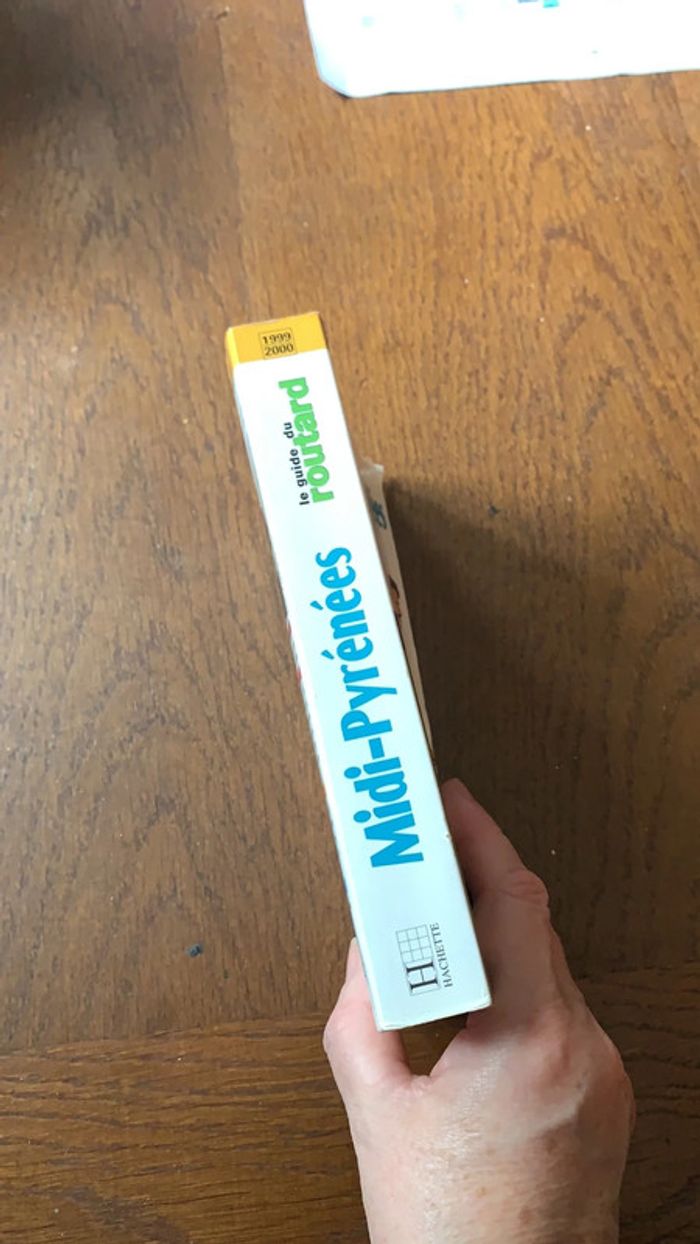 1999
2000
le guide du
routard
Midi-Pyrénées
H
HACHETTE